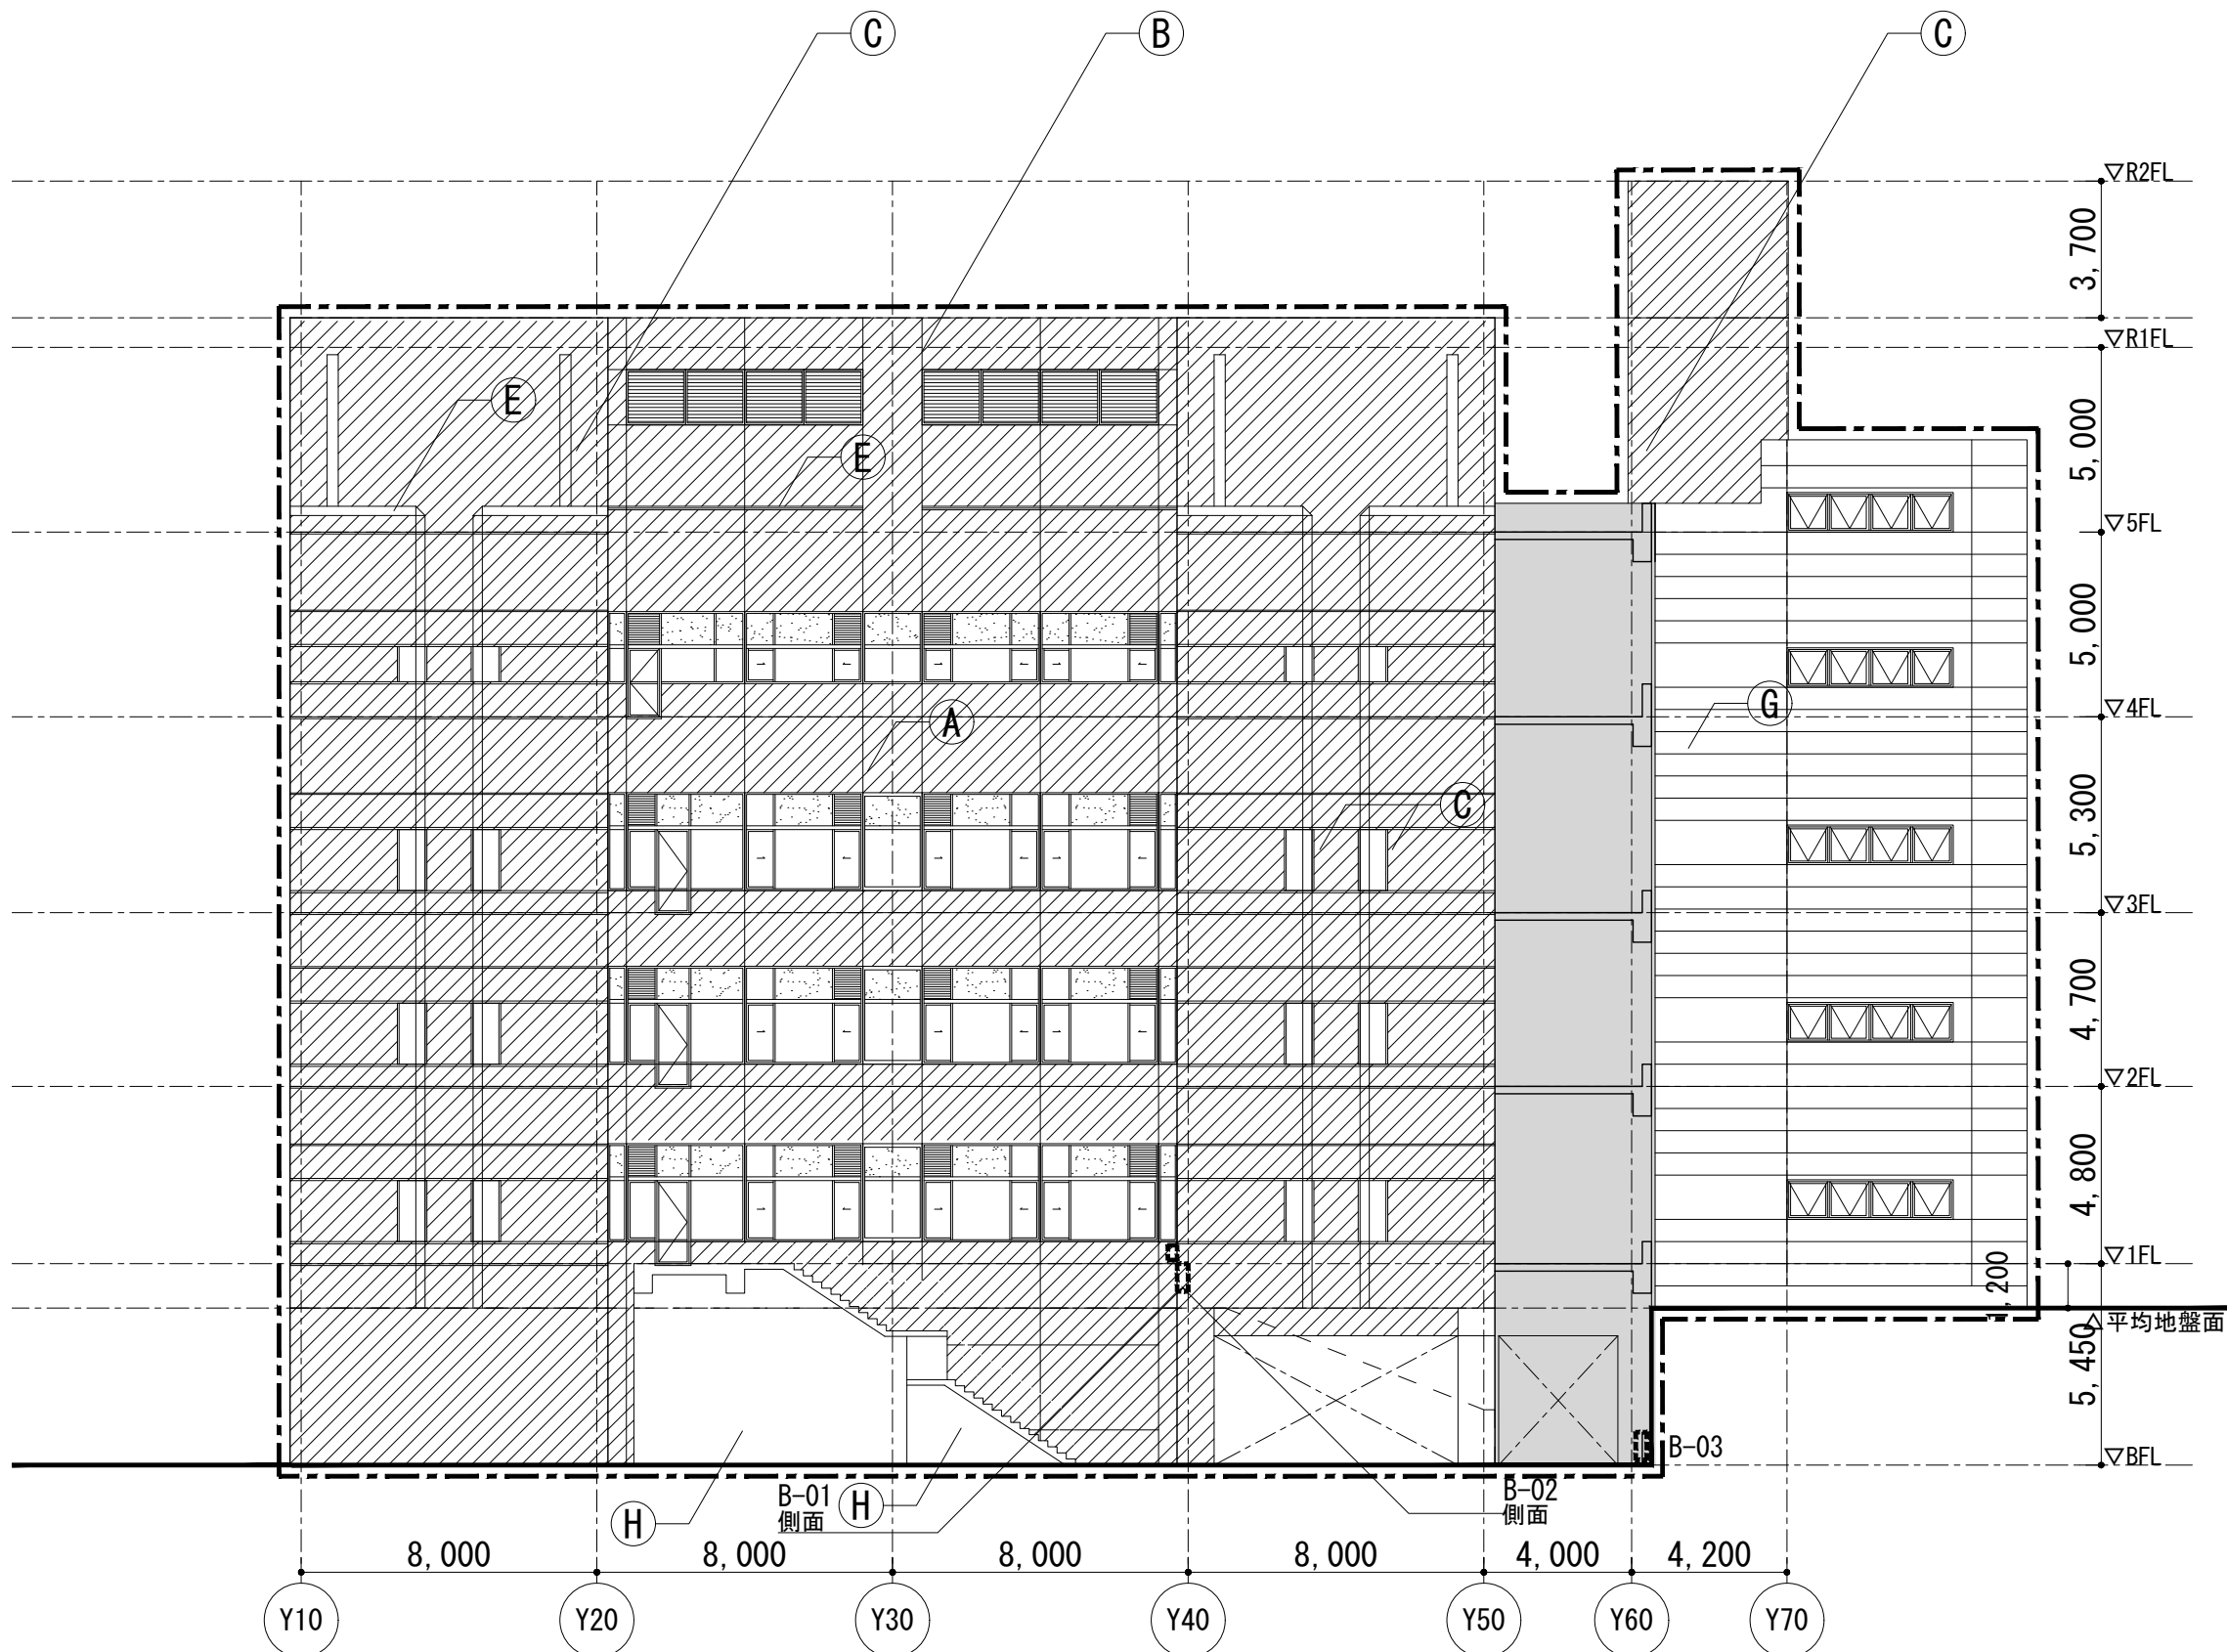 C
B
C
▽R2FL
3,700
▽R1FL
E
5,000
E
▽5FL
5,000
G
A
▽4FL
C
5,300
▽3FL
4,700
▽2FL
4,800
▽1FL
1,200
△平均地盤面
5,450
B-03
▽BFL
H
B-01
側面
H
B-02
側面
8,000
8,000
8,000
8,000
4,000
4,200
Y10
Y20
Y30
Y40
Y50
Y60
Y70